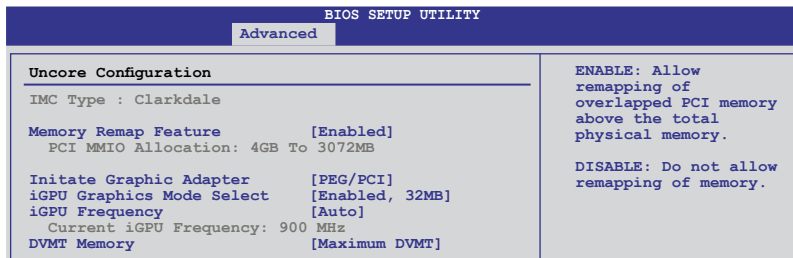 BIOS SETUP UTILITY
Advanced
Uncore Configuration
IMC Type : Clarkdale
Memory Remap Feature [Enabled]
PCI MMIO Allocation: 4GB To 3072MB
Initate Graphic Adapter [PEG/PCI]
iGPU Graphics Mode Select [Enabled, 32MB]
iGPU Frequency [Auto]
Current iGPU Frequency: 900 MHz
DVMT Memory [Maximum DVMT]
ENABLE: Allow
remapping of
overlapped PCI memory
above the total
physical memory.
DISABLE: Do not allow
remapping of memory.